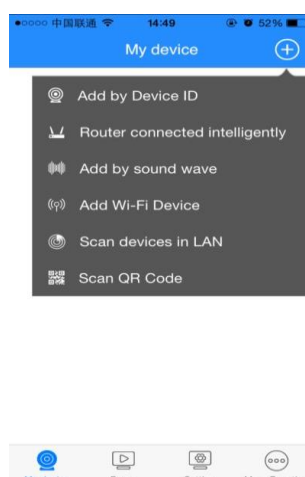 中国联通 14:49 52%
My device
Add by Device ID
Router connected intelligently
Add by sound wave
Add Wi-Fi Device
Scan devices in LAN
Scan QR Code